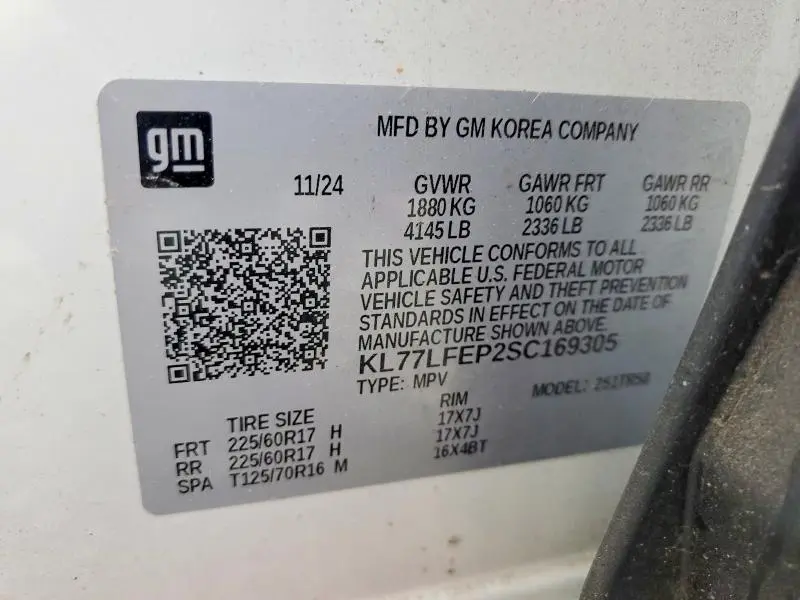 gm
MFD BY GM KOREA COMPANY
11/24 GVWR GAWR FRT GAWR RR
1880 KG 1060 KG 1060 KG
4145 LB 2336 LB 2336 LB
THIS VEHICLE CONFORMS TO ALL
APPLICABLE U.S. FEDERAL MOTOR
VEHICLE SAFETY AND THEFT PREVENTION
STANDARDS IN EFFECT ON THE DATE OF
MANUFACTURE SHOWN ABOVE.
KL77LFEP2SC169305
TYPE: MPV MODEL:
TIRE SIZE RIM
FRT 225/60R17 H 17X7J
RR 225/60R17 H 17X7J
SPA T125/70R16 M 16X4BT